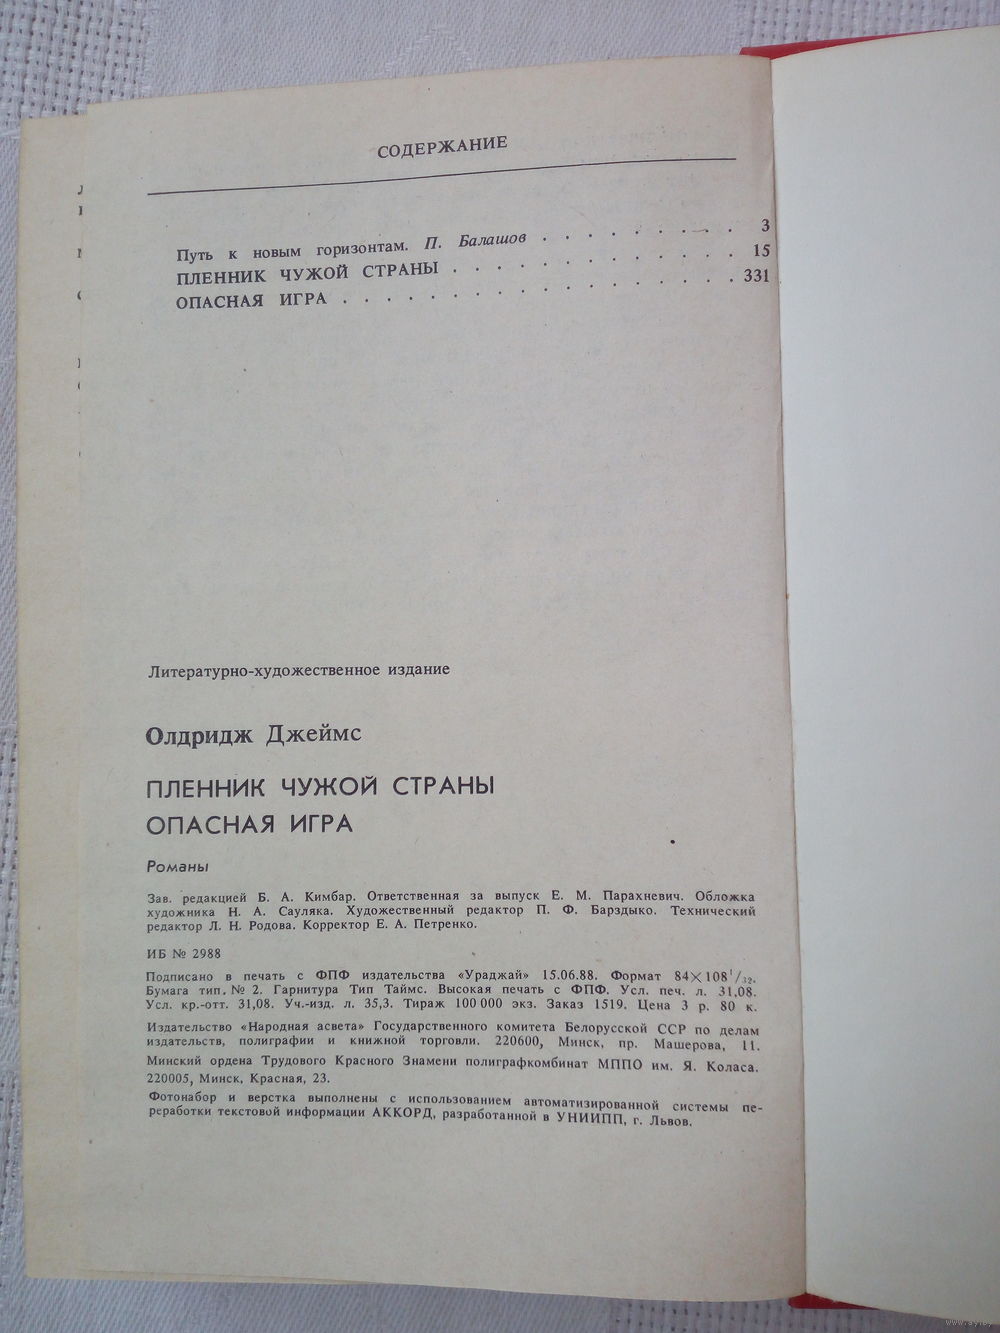 СОДЕРЖАНИЕ
Путь к новым горизонтам. П. Балашов . . . . . . . . 3
ПЛЕННИК ЧУЖОЙ СТРАНЫ . . . . . . . . . . . 15
ОПАСНАЯ ИГРА . . . . . . . . . . . . . . 331
Литературно-художественное издание
Олдридж Джеймс
ПЛЕННИК ЧУЖОЙ СТРАНЫ
ОПАСНАЯ ИГРА
Романы
Зав. редакцией Б. А. Кимбар. Ответственная за выпуск Е. М. Парахневич. Обложка
художника Н. А. Сауляка. Художественный редактор П. Ф. Барздыко. Технический
редактор Л. Н. Родова. Корректор Е. А. Петренко.
ИБ № 2988
Подписано в печать с ФПФ издательства «Ураджай» 15.06.88. Формат 84×108 1/32.
Бумага тип. № 2. Гарнитура Тип Таймс. Высокая печать с ФПФ. Усл. печ. л. 31,08.
Усл. кр.-отт. 31,08. Уч.-изд. л. 35,3. Тираж 100 000 экз. Заказ 1519. Цена 3 р. 80 к.
Издательство «Народная асвета» Государственного комитета Белорусской ССР по делам
издательств, полиграфии и книжной торговли. 220600, Минск, пр. Машерова, 11.
Минский ордена Трудового Красного Знамени полиграфкомбинат МППО им. Я. Коласа.
220005, Минск, Красная, 23.
Фотонабор и верстка выполнены с использованием автоматизированной системы пе-
реработки текстовой информации АККОРД, разработанной в УНИИПП, г. Львов.
www.ay.by